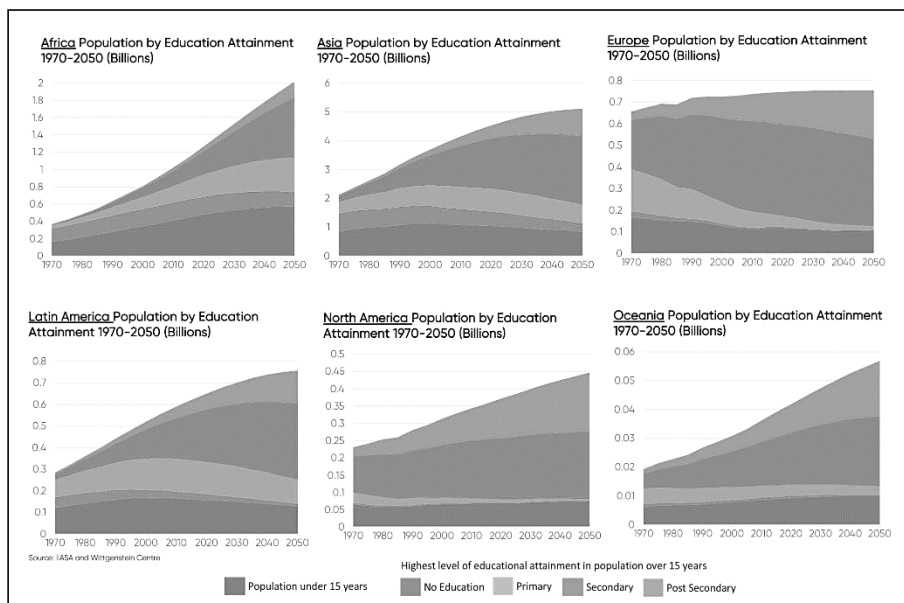 Africa Population by Education Attainment
1970-2050 (Billions)
2
1.8
1.6
1.4
1.2
1
0.8
0.6
0.4
0.2
0
1970 1980 1990 2000 2010 2020 2030 2040 2050
Asia Population by Education Attainment
1970-2050 (Billions)
6
5
4
3
2
1
0
1970 1980 1990 2000 2010 2020 2030 2040 2050
Europe Population by Education Attainment
1970-2050 (Billions)
0.8
0.7
0.6
0.5
0.4
0.3
0.2
0.1
0
1970 1980 1990 2000 2010 2020 2030 2040 2050
Latin America Population by Education
Attainment 1970-2050 (Billions)
0.8
0.7
0.6
0.5
0.4
0.3
0.2
0.1
0
1970 1980 1990 2000 2010 2020 2030 2040 2050
North America Population by Education
Attainment 1970-2050 (Billions)
0.5
0.45
0.4
0.35
0.3
0.25
0.2
0.15
0.1
0.05
0
1970 1980 1990 2000 2010 2020 2030 2040 2050
Oceania Population by Education Attainment
1970-2050 (Billions)
0.06
0.05
0.04
0.03
0.02
0.01
0
1970 1980 1990 2000 2010 2020 2030 2040 2050
Source: IIASA and Wittgenstein Centre
Highest level of educational attainment in population over 15 years
Population under 15 years No Education Primary Secondary Post Secondary